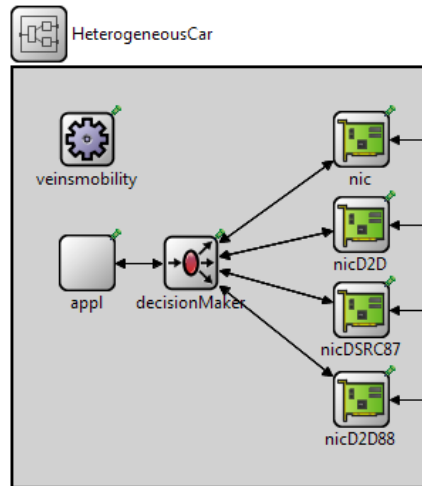 HeterogeneousCar
veinsmobility
nic
nicD2D
appl
decisionMaker
nicDSRC87
nicD2D88